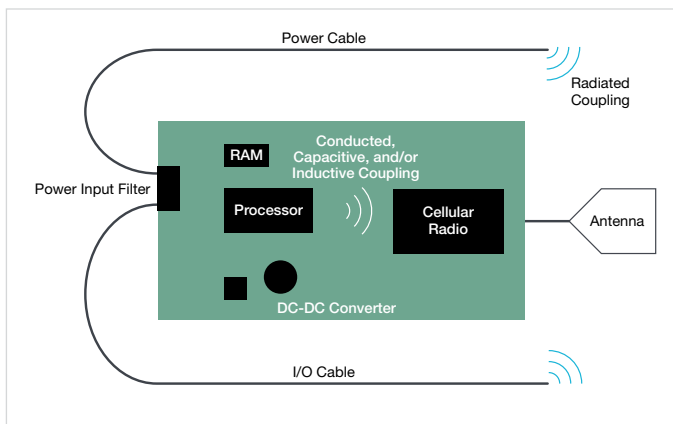 Power Cable
Radiated
Coupling
Conducted,
Capacitive, and/or
Inductive Coupling
RAM
Power Input Filter
Processor
Cellular
Radio
Antenna
DC-DC Converter
I/O Cable